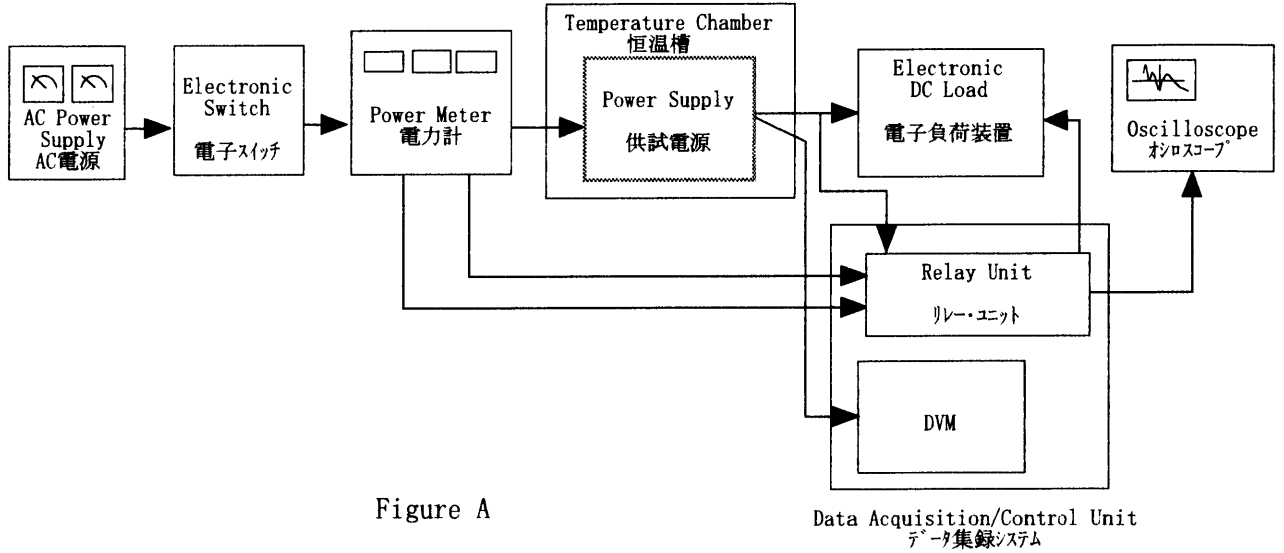 AC Power
Supply
AC電源
Electronic
Switch
電子スイッチ
Power Meter
電力計
Temperature Chamber
恒温槽
Power Supply
供試電源
Electronic
DC Load
電子負荷装置
Oscilloscope
オシロスコープ
Relay Unit
リレー・ユニット
DVM
Data Acquisition/Control Unit
データ集録システム
Figure A